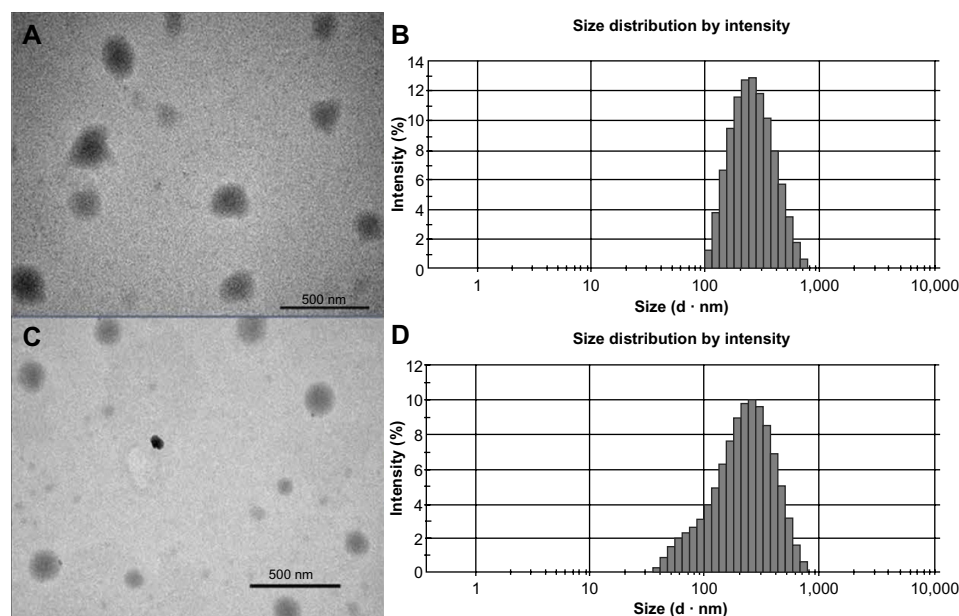 A
500 nm
B
Size distribution by intensity
Intensity (%)
14
12
10
8
6
4
2
0
1
10
100
1,000
10,000
Size (d · nm)
C
500 nm
D
Size distribution by intensity
Intensity (%)
12
10
8
6
4
2
0
1
10
100
1,000
10,000
Size (d · nm)